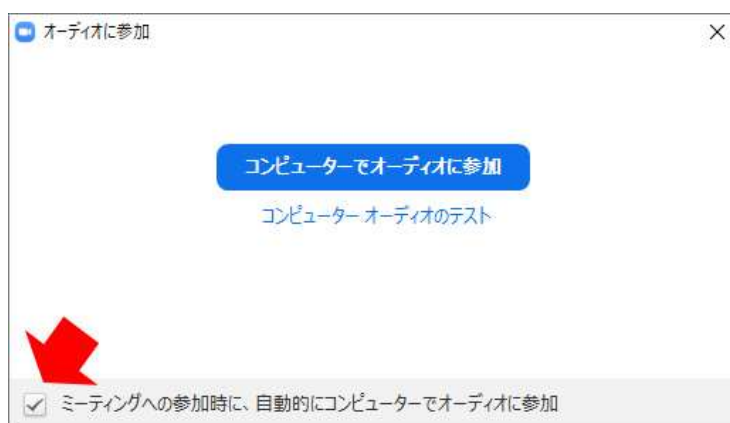 オーディオに参加
コンピューターでオーディオに参加
コンピューター オーディオのテスト
ミーティングへの参加時に、自動的にコンピューターでオーディオに参加